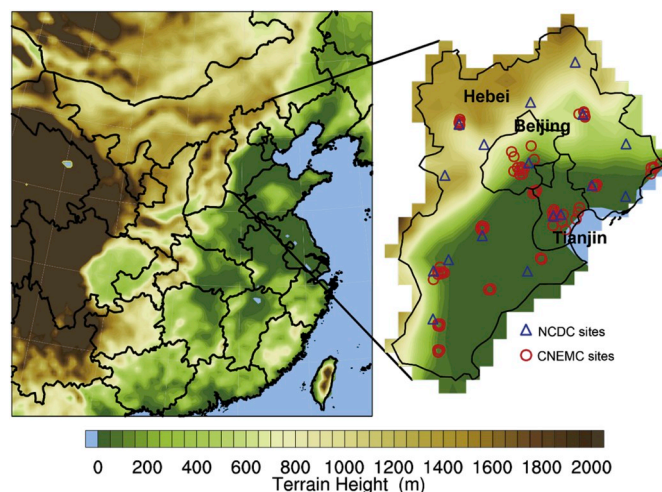 Hebei
Beijing
Tianjin
NCDC sites
CNEMC sites
0 200 400 600 800 1000 1200 1400 1600 1800 2000
Terrain Height (m)